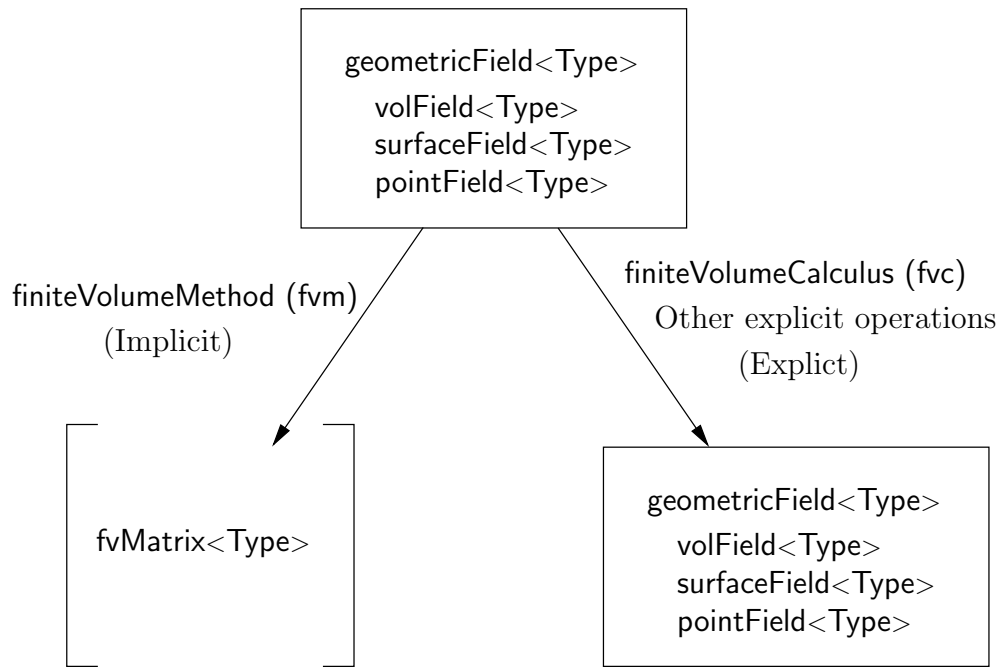 geometricField<Type>
volField<Type>
surfaceField<Type>
pointField<Type>
finiteVolumeMethod (fvm)
(Implicit)
finiteVolumeCalculus (fvc)
Other explicit operations
(Explict)
fvMatrix<Type>
geometricField<Type>
volField<Type>
surfaceField<Type>
pointField<Type>